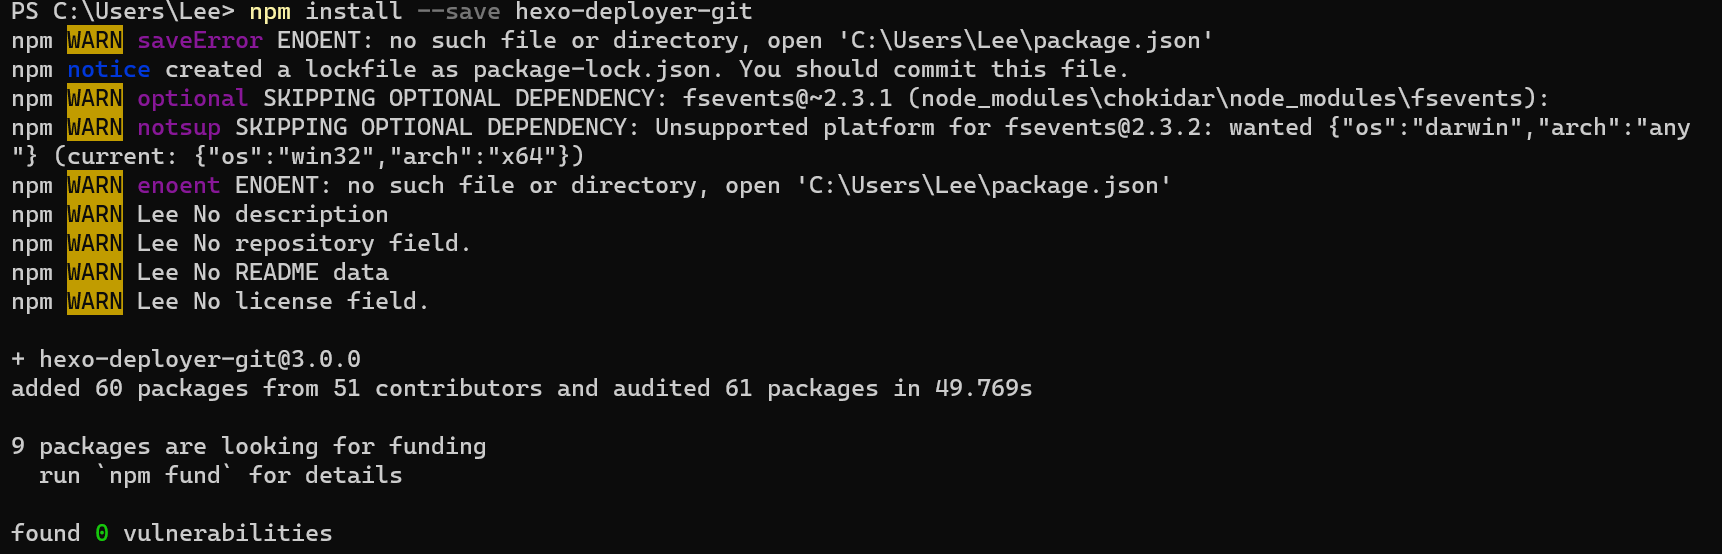 PS C:\Users\Lee> npm install --save hexo-deployer-git
npm WARN saveError ENOENT: no such file or directory, open 'C:\Users\Lee\package.json'
npm notice created a lockfile as package-lock.json. You should commit this file.
npm WARN optional SKIPPING OPTIONAL DEPENDENCY: fsevents@~2.3.1 (node_modules\chokidar\node_modules\fsevents):
npm WARN notsup SKIPPING OPTIONAL DEPENDENCY: Unsupported platform for fsevents@2.3.2: wanted {"os":"darwin","arch":"any
"} (current: {"os":"win32","arch":"x64"})
npm WARN enoent ENOENT: no such file or directory, open 'C:\Users\Lee\package.json'
npm WARN Lee No description
npm WARN Lee No repository field.
npm WARN Lee No README data
npm WARN Lee No license field.
+ hexo-deployer-git@3.0.0
added 60 packages from 51 contributors and audited 61 packages in 49.769s
9 packages are looking for funding
run `npm fund` for details
found 0 vulnerabilities